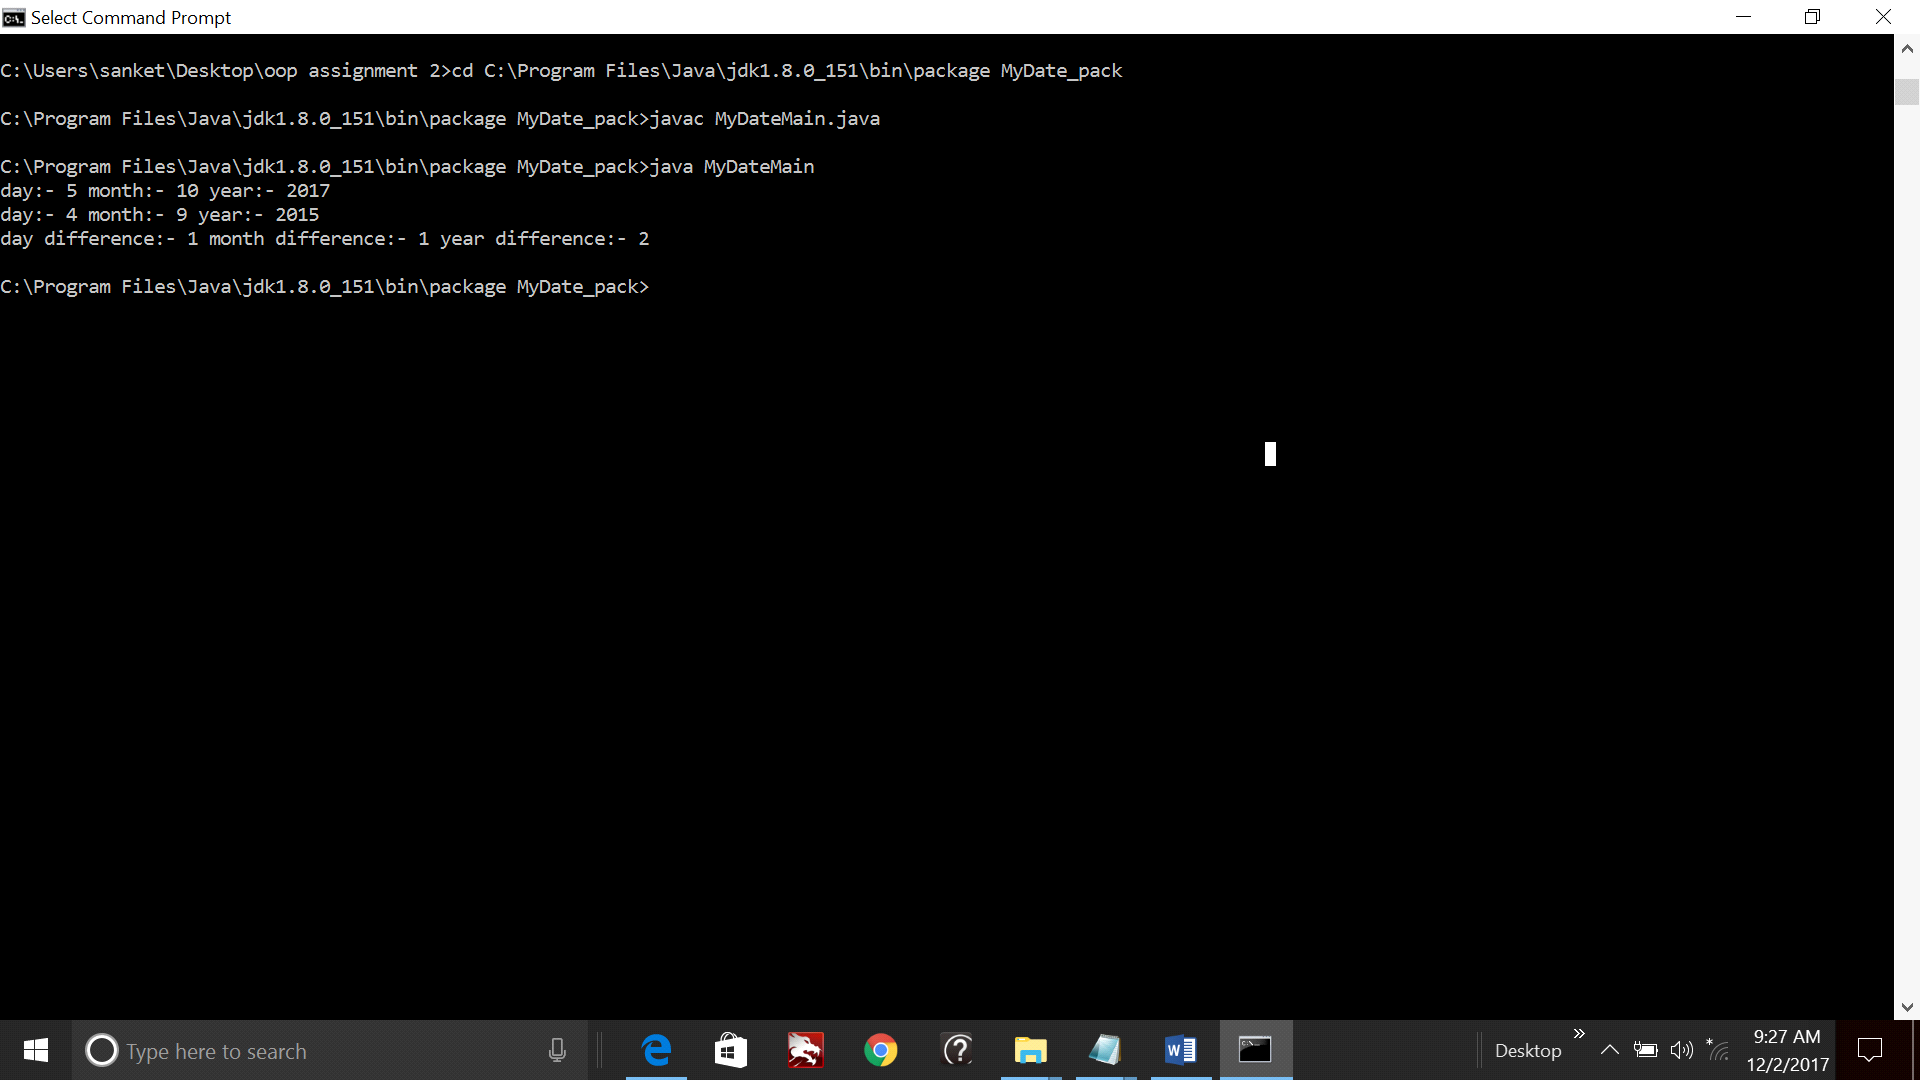 Select Command Prompt
C:\Users\sanket\Desktop\oop assignment 2>cd C:\Program Files\Java\jdk1.8.0_151\bin\package MyDate_pack
C:\Program Files\Java\jdk1.8.0_151\bin\package MyDate_pack>javac MyDateMain.java
C:\Program Files\Java\jdk1.8.0_151\bin\package MyDate_pack>java MyDateMain
day:- 5 month:- 10 year:- 2017
day:- 4 month:- 9 year:- 2015
day difference:- 1 month difference:- 1 year difference:- 2
C:\Program Files\Java\jdk1.8.0_151\bin\package MyDate_pack>
Type here to search
Desktop
9:27 AM
12/2/2017